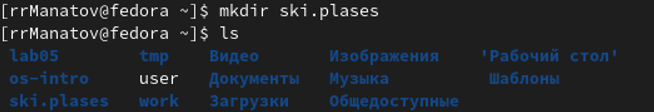 [rrManatov@fedora ~]$ mkdir ski.plases
[rrManatov@fedora ~]$ ls
lab05 tmp Видео Изображения 'Рабочий стол'
os-intro user Документы Музыка Шаблоны
ski.plases work Загрузки Общедоступные